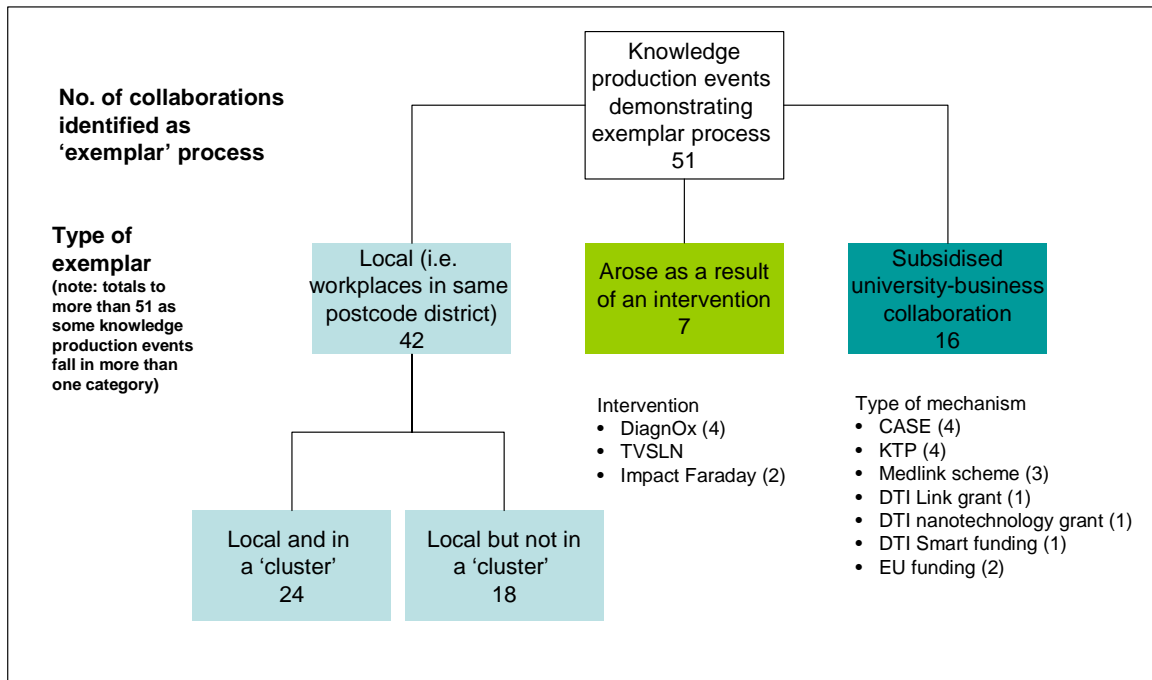 Knowledge
production events
demonstrating
exemplar process
51
No. of collaborations
identified as
‘exemplar’ process
Type of
exemplar
(note: totals to
more than 51 as
some knowledge
production events
fall in more than
one category)
Local (i.e.
workplaces in same
postcode district)
42
Arose as a result
of an intervention
7
Subsidised
university-business
collaboration
16
Intervention
• DiagnOx (4)
• TVSLN
• Impact Faraday (2)
Type of mechanism
• CASE (4)
• KTP (4)
• Medlink scheme (3)
• DTI Link grant (1)
• DTI nanotechnology grant (1)
• DTI Smart funding (1)
• EU funding (2)
Local and in
a ‘cluster’
24
Local but not in
a ‘cluster’
18